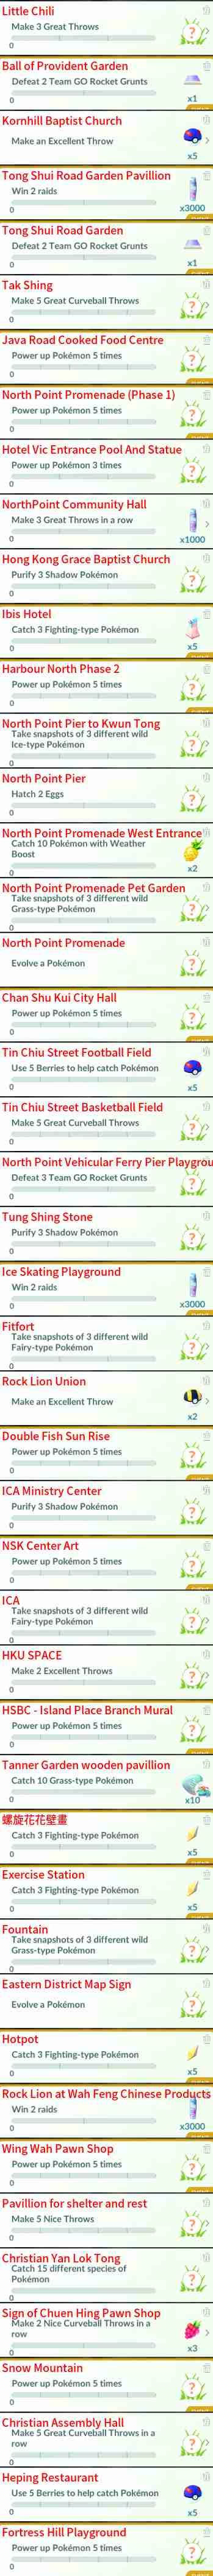 Little Chili
Make 3 Great Throws
0
Ball of Provident Garden
Defeat 2 Team GO Rocket Grunts
0
x1
Kornhill Baptist Church
Make an Excellent Throw
x5
Tong Shui Road Garden Pavillion
Win 2 raids
0
x3000
Tong Shui Road Garden
Defeat 2 Team GO Rocket Grunts
0
x1
Tak Shing
Make 5 Great Curveball Throws
0
Java Road Cooked Food Centre
Power up Pokémon 5 times
0
North Point Promenade (Phase 1)
Power up Pokémon 5 times
0
Hotel Vic Entrance Pool And Statue
Power up Pokémon 3 times
0
NorthPoint Community Hall
Make 3 Great Throws in a row
0
x1000
Hong Kong Grace Baptist Church
Purify 3 Shadow Pokémon
0
Ibis Hotel
Catch 3 Fighting-type Pokémon
0
x5
Harbour North Phase 2
Power up Pokémon 5 times
0
North Point Pier to Kwun Tong
Take snapshots of 3 different wild
Ice-type Pokémon
0
North Point Pier
Hatch 2 Eggs
0
North Point Promenade West Entrance
Catch 10 Pokémon with Weather
Boost
0
x2
North Point Promenade Pet Garden
Take snapshots of 3 different wild
Grass-type Pokémon
0
North Point Promenade
Evolve a Pokémon
Chan Shu Kui City Hall
Power up Pokémon 5 times
0
Tin Chiu Street Football Field
Use 5 Berries to help catch Pokémon
0
x5
Tin Chiu Street Basketball Field
Make 5 Great Curveball Throws
0
North Point Vehicular Ferry Pier Playgrou
Defeat 3 Team GO Rocket Grunts
0
Tung Shing Stone
Purify 3 Shadow Pokémon
0
Ice Skating Playground
Win 2 raids
0
x3000
Fitfort
Take snapshots of 3 different wild
Fairy-type Pokémon
0
Rock Lion Union
Make an Excellent Throw
x2
Double Fish Sun Rise
Power up Pokémon 5 times
0
ICA Ministry Center
Purify 3 Shadow Pokémon
0
NSK Center Art
Power up Pokémon 5 times
0
ICA
Take snapshots of 3 different wild
Fairy-type Pokémon
0
HKU SPACE
Make 2 Excellent Throws
0
HSBC - Island Place Branch Mural
Power up Pokémon 5 times
0
Tanner Garden wooden pavillion
Catch 10 Grass-type Pokémon
0
x10
螺旋花花壁畫
Catch 3 Fighting-type Pokémon
0
x5
Exercise Station
Catch 3 Fighting-type Pokémon
0
x5
Fountain
Take snapshots of 3 different wild
Grass-type Pokémon
0
Eastern District Map Sign
Evolve a Pokémon
Hotpot
Catch 3 Fighting-type Pokémon
0
x5
Rock Lion at Wah Feng Chinese Products
Win 2 raids
0
x3000
Wing Wah Pawn Shop
Power up Pokémon 5 times
0
Pavillion for shelter and rest
Make 5 Nice Throws
0
Christian Yan Lok Tong
Catch 15 different species of
Pokémon
0
Sign of Chuen Hing Pawn Shop
Make 2 Nice Curveball Throws in a
row
0
x3
Snow Mountain
Power up Pokémon 5 times
0
Christian Assembly Hall
Make 5 Great Curveball Throws in a
row
0
Heping Restaurant
Use 5 Berries to help catch Pokémon
0
x5
Fortress Hill Playground
Power up Pokémon 5 times
0